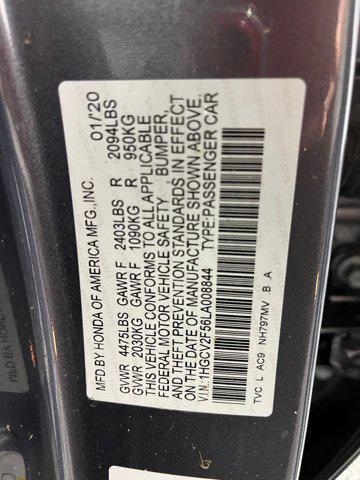 MFD.BY HONDA OF AMERICA MFG.,INC. 01/'20
GVWR 4475LBS GAWR F 2403LBS R 2094LBS
GVWR 2030KG GAWR F 1090KG R 950KG
THIS VEHICLE CONFORMS TO ALL APPLICABLE
FEDERAL MOTOR VEHICLE SAFETY , BUMPER,
AND THEFT PREVENTION STANDARDS IN EFFECT
ON THE DATE OF MANUFACTURE SHOWN ABOVE.
V.I.N.:1HGCV2F56LA008844 TYPE:PASSENGER CAR
TVC L AC9 NH797MV B A